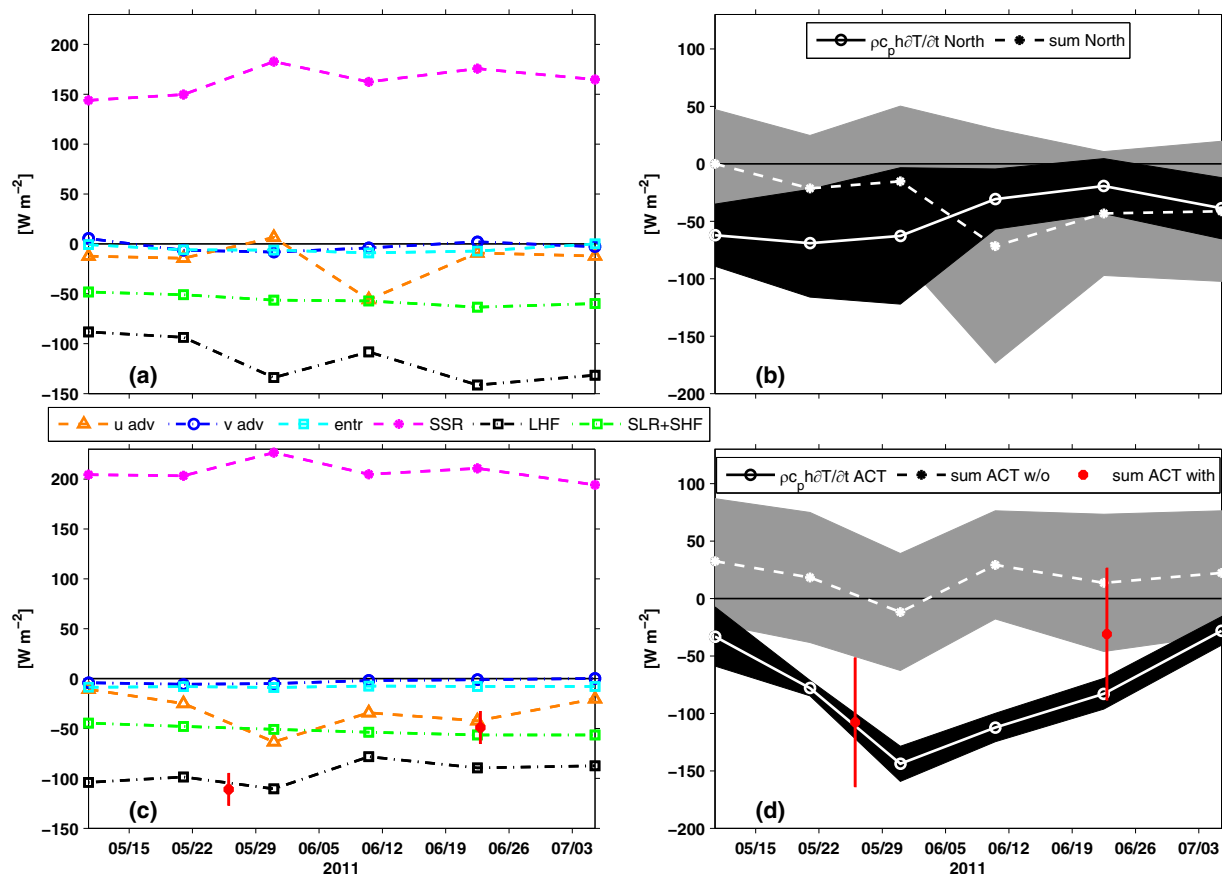 200
150
100
50
0
−50
−100
−150
[W m⁻²]
(a)
100
50
0
−50
−100
−150
−200
[W m⁻²]
ρcₚh∂T/∂t North
sum North
(b)
u adv
v adv
entr
SSR
LHF
SLR+SHF
200
150
100
50
0
−50
−100
−150
[W m⁻²]
(c)
05/15 05/22 05/29 06/05 06/12 06/19 06/26 07/03
2011
100
50
0
−50
−100
−150
−200
[W m⁻²]
ρcₚh∂T/∂t ACT
sum ACT w/o
sum ACT with
(d)
05/15 05/22 05/29 06/05 06/12 06/19 06/26 07/03
2011